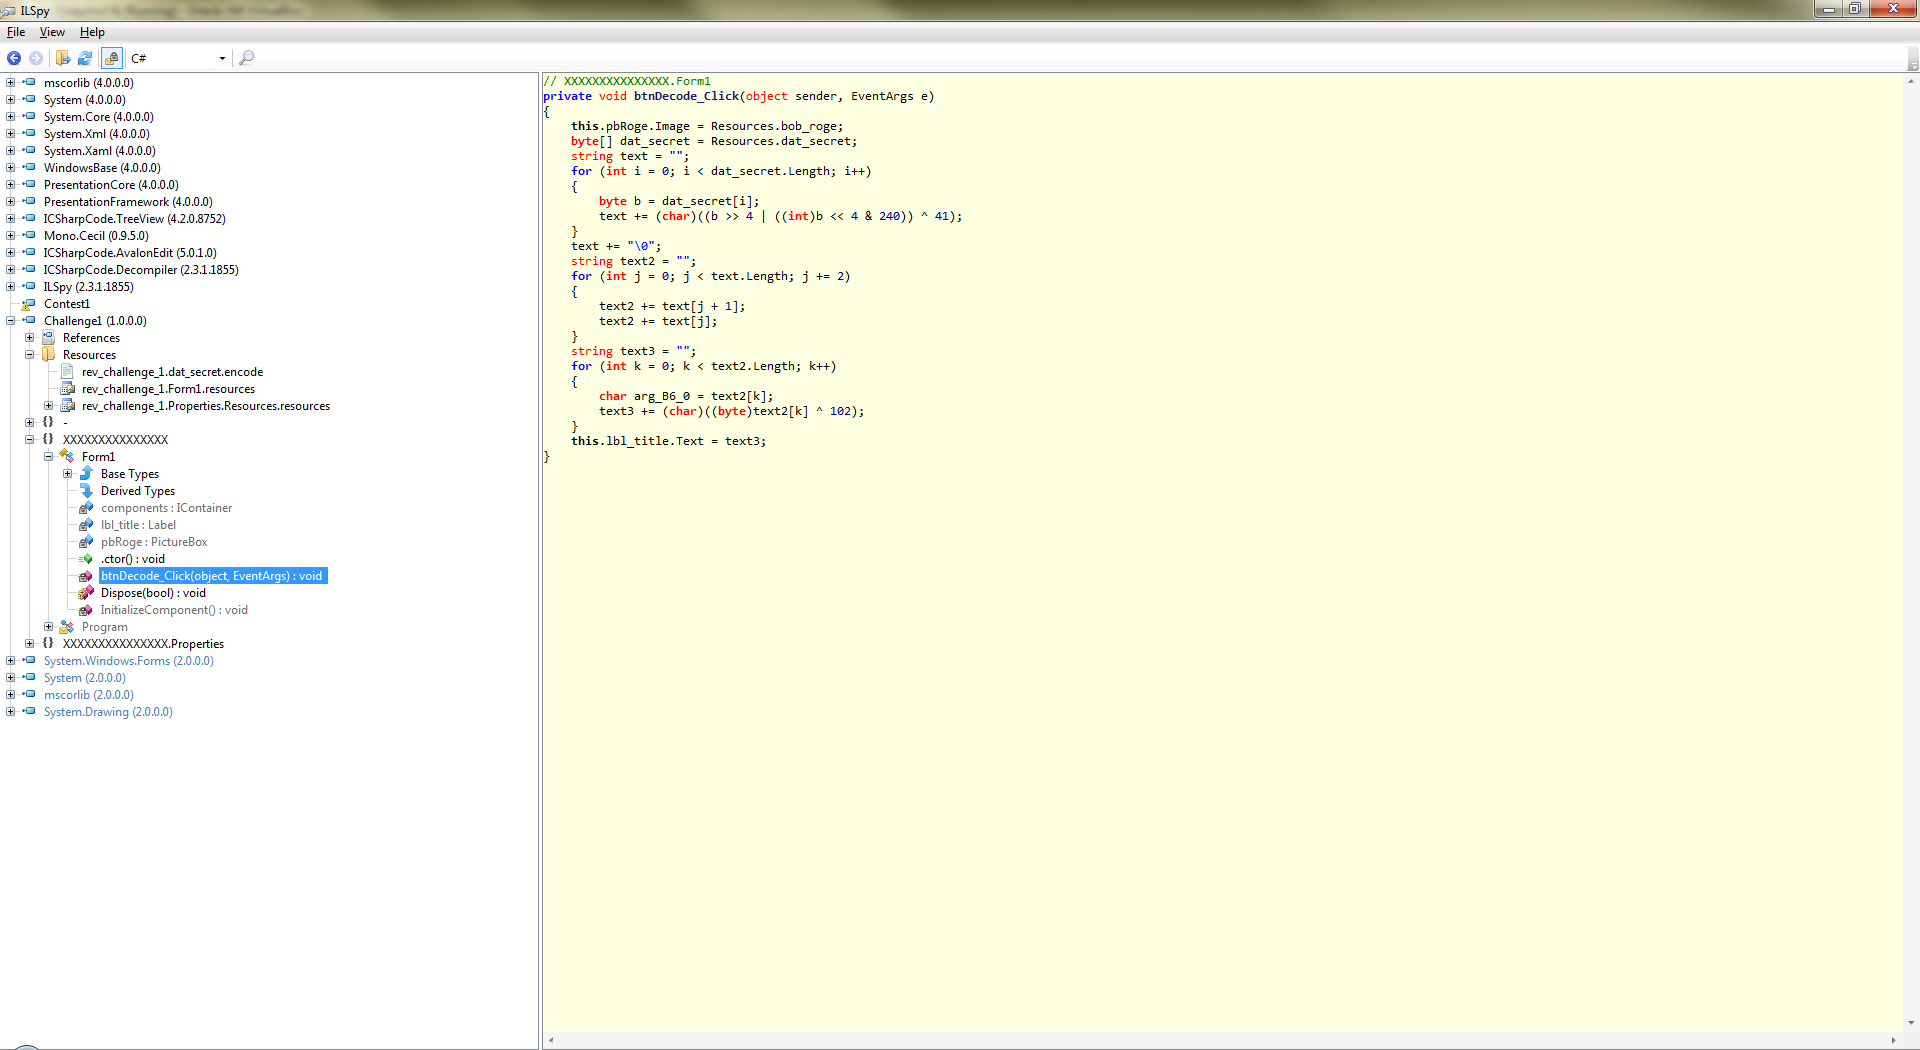 ILSpy
File View Help
C#
mscorlib (4.0.0.0)
System (4.0.0.0)
System.Core (4.0.0.0)
System.Xml (4.0.0.0)
System.Xaml (4.0.0.0)
WindowsBase (4.0.0.0)
PresentationCore (4.0.0.0)
PresentationFramework (4.0.0.0)
ICSharpCode.TreeView (4.2.0.8752)
Mono.Cecil (0.9.5.0)
ICSharpCode.AvalonEdit (5.0.1.0)
ICSharpCode.Decompiler (2.3.1.1855)
ILSpy (2.3.1.1855)
Contest1
Challenge1 (1.0.0.0)
References
Resources
rev_challenge_1.dat_secret.encode
rev_challenge_1.Form1.resources
rev_challenge_1.Properties.Resources.resources
{} -
{} XXXXXXXXXXXXXXX
Form1
Base Types
Derived Types
components : IContainer
lbl_title : Label
pbRoge : PictureBox
.ctor() : void
btnDecode_Click(object, EventArgs) : void
Dispose(bool) : void
InitializeComponent() : void
Program
{} XXXXXXXXXXXXXXX.Properties
System.Windows.Forms (2.0.0.0)
System (2.0.0.0)
mscorlib (2.0.0.0)
System.Drawing (2.0.0.0)
// XXXXXXXXXXXXXXX.Form1
private void btnDecode_Click(object sender, EventArgs e)
{
this.pbRoge.Image = Resources.bob_roge;
byte[] dat_secret = Resources.dat_secret;
string text = "";
for (int i = 0; i < dat_secret.Length; i++)
{
byte b = dat_secret[i];
text += (char)((b >> 4 | ((int)b << 4 & 240)) ^ 41);
}
text += "\0";
string text2 = "";
for (int j = 0; j < text.Length; j += 2)
{
text2 += text[j + 1];
text2 += text[j];
}
string text3 = "";
for (int k = 0; k < text2.Length; k++)
{
char arg_B6_0 = text2[k];
text3 += (char)((byte)text2[k] ^ 102);
}
this.lbl_title.Text = text3;
}